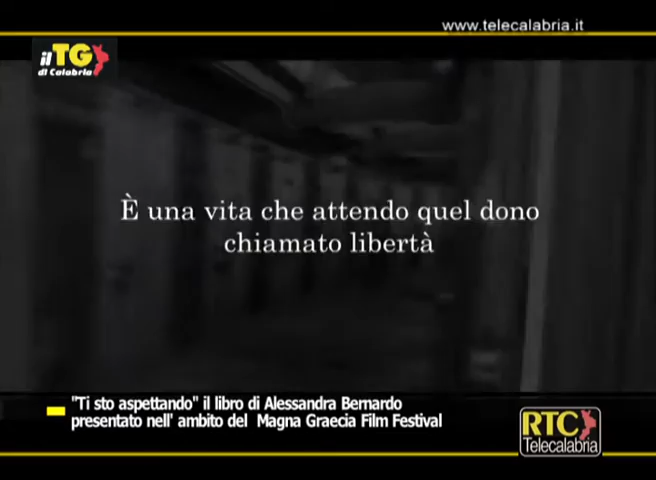 www.telecalabria.it
il TG
di Calabria
È una vita che attendo quel dono
chiamato libertà
"Ti sto aspettando" il libro di Alessandra Bernardo
presentato nell' ambito del Magna Graecia Film Festival
RTC
Telecalabria